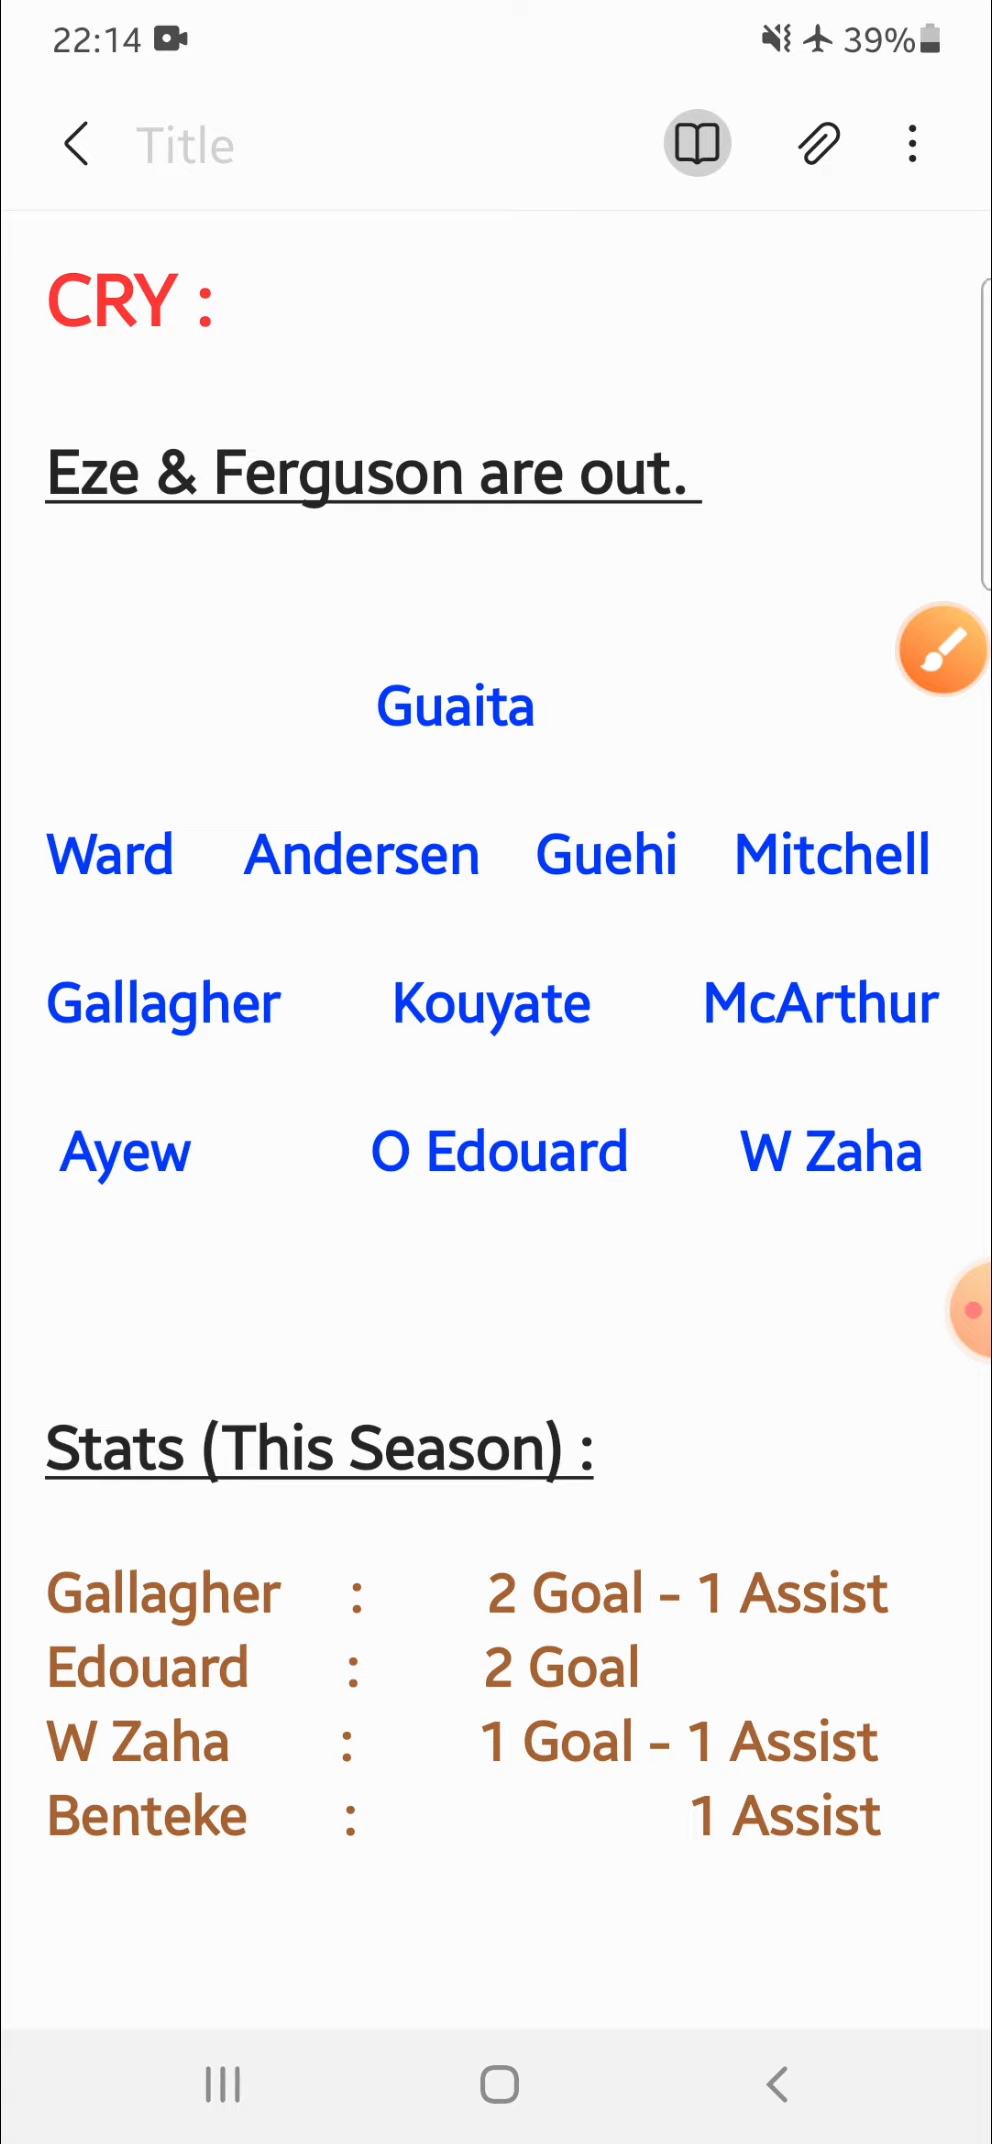 22:14 39%
Title
CRY :
Eze & Ferguson are out.
Guaita
Ward Andersen Guehi Mitchell
Gallagher Kouyate McArthur
Ayew O Edouard W Zaha
Stats (This Season) :
Gallagher : 2 Goal - 1 Assist
Edouard : 2 Goal
W Zaha : 1 Goal - 1 Assist
Benteke : 1 Assist